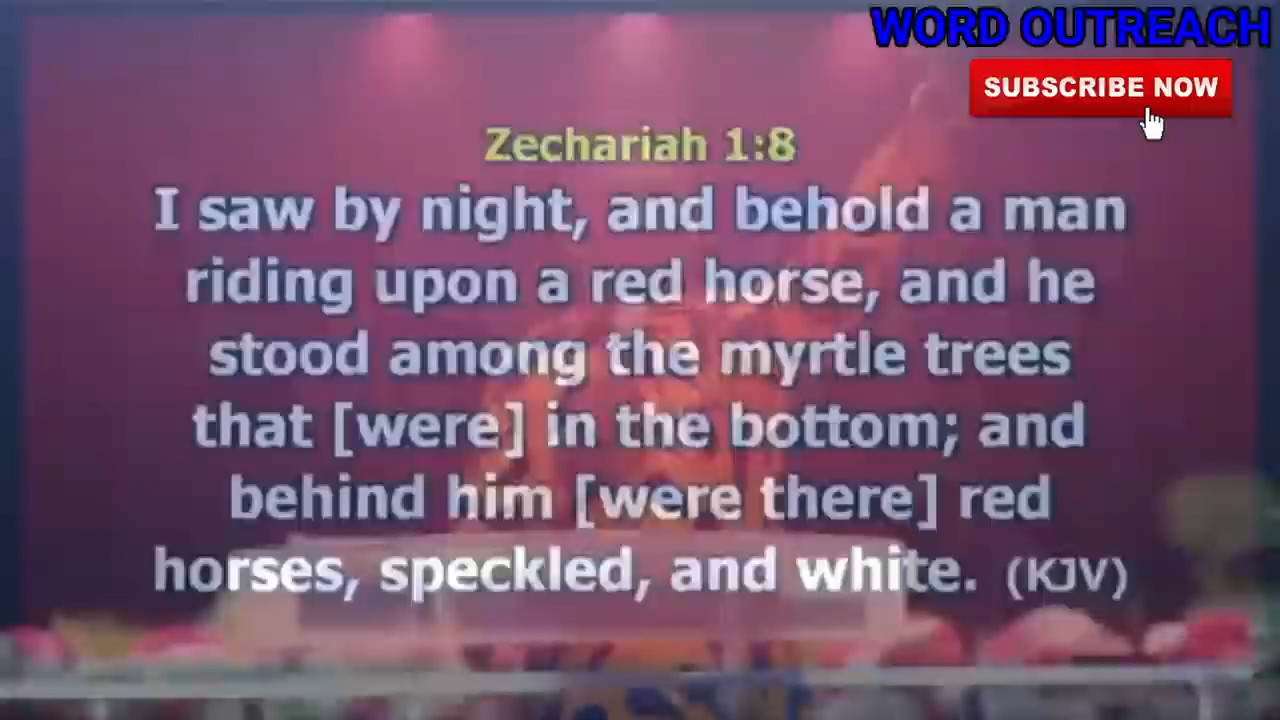 WORD OUTREACH
SUBSCRIBE NOW
Zechariah 1:8
I saw by night, and behold a man
riding upon a red horse, and he
stood among the myrtle trees
that [were] in the bottom; and
behind him [were there] red
horses, speckled, and white. (KJV)